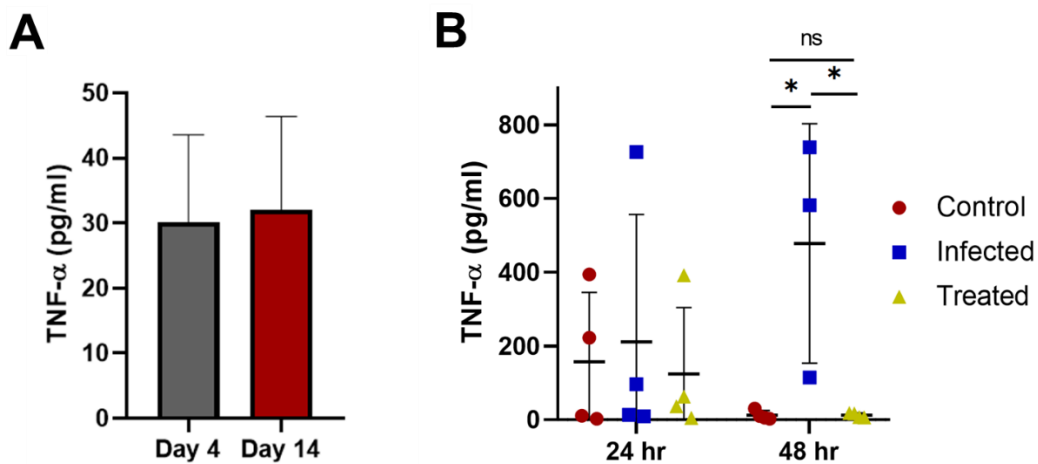 A
TNF-α (pg/ml)
50
40
30
20
10
0
Day 4 Day 14
B
ns
* *
TNF-α (pg/ml)
800
600
400
200
0
24 hr 48 hr
Control
Infected
Treated